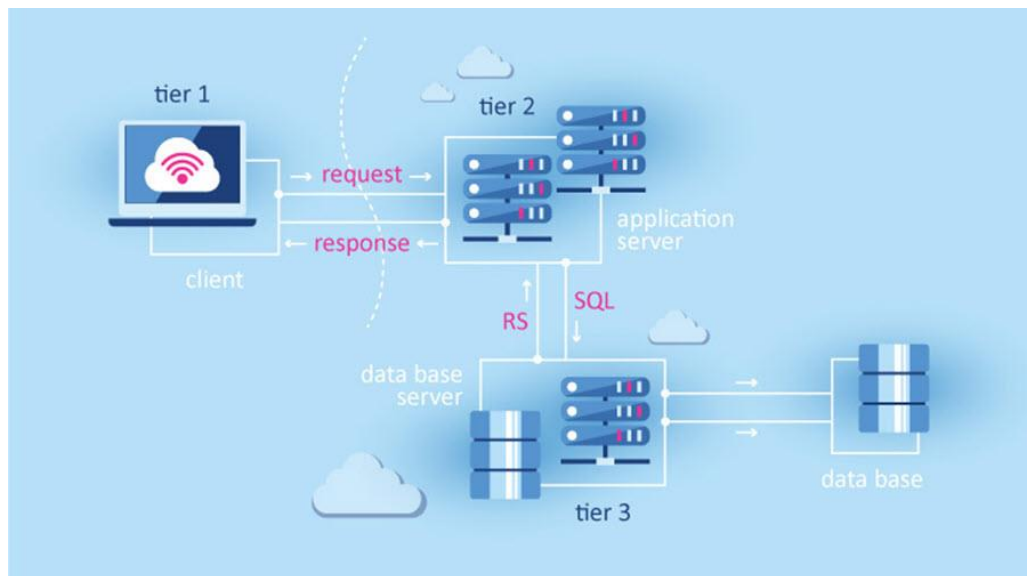 tier 1
tier 2
request
response
client
application
server
SQL
RS
data base
server
tier 3
data base